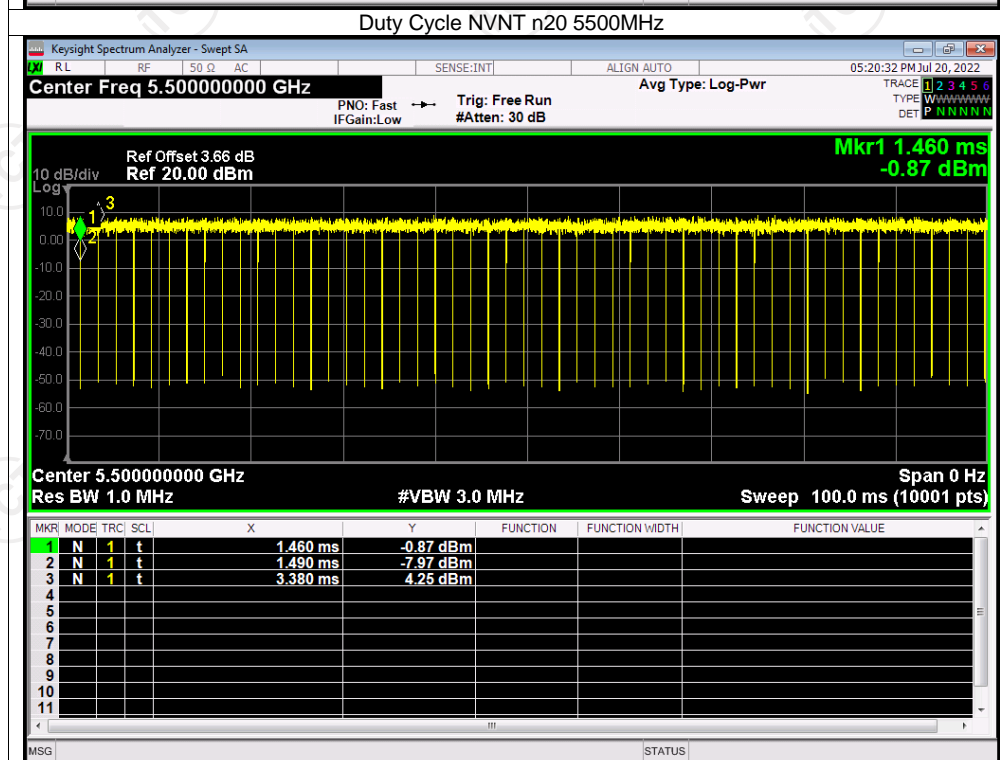 Duty Cycle NVNT n20 5500MHz
Keysight Spectrum Analyzer - Swept SA
LXI RL RF 50 Ω AC SENSE:INT ALIGN AUTO 05:20:32 PM Jul 20, 2022
Center Freq 5.500000000 GHz Avg Type: Log-Pwr TRACE 1 2 3 4 5 6
PNO: Fast Trig: Free Run TYPE WWWWWW
IFGain:Low #Atten: 30 dB DET P N N N N N
Mkr1 1.460 ms
-0.87 dBm
Ref Offset 3.66 dB
10 dB/div Ref 20.00 dBm
Log
10.0
0.00
-10.0
-20.0
-30.0
-40.0
-50.0
-60.0
-70.0
1
2
3
Center 5.500000000 GHz Span 0 Hz
Res BW 1.0 MHz #VBW 3.0 MHz Sweep 100.0 ms (10001 pts)
MKR MODE TRC SCL X Y FUNCTION FUNCTION WIDTH FUNCTION VALUE
1 N 1 t 1.460 ms -0.87 dBm
2 N 1 t 1.490 ms -7.97 dBm
3 N 1 t 3.380 ms 4.25 dBm
4
5
6
7
8
9
10
11
MSG STATUS